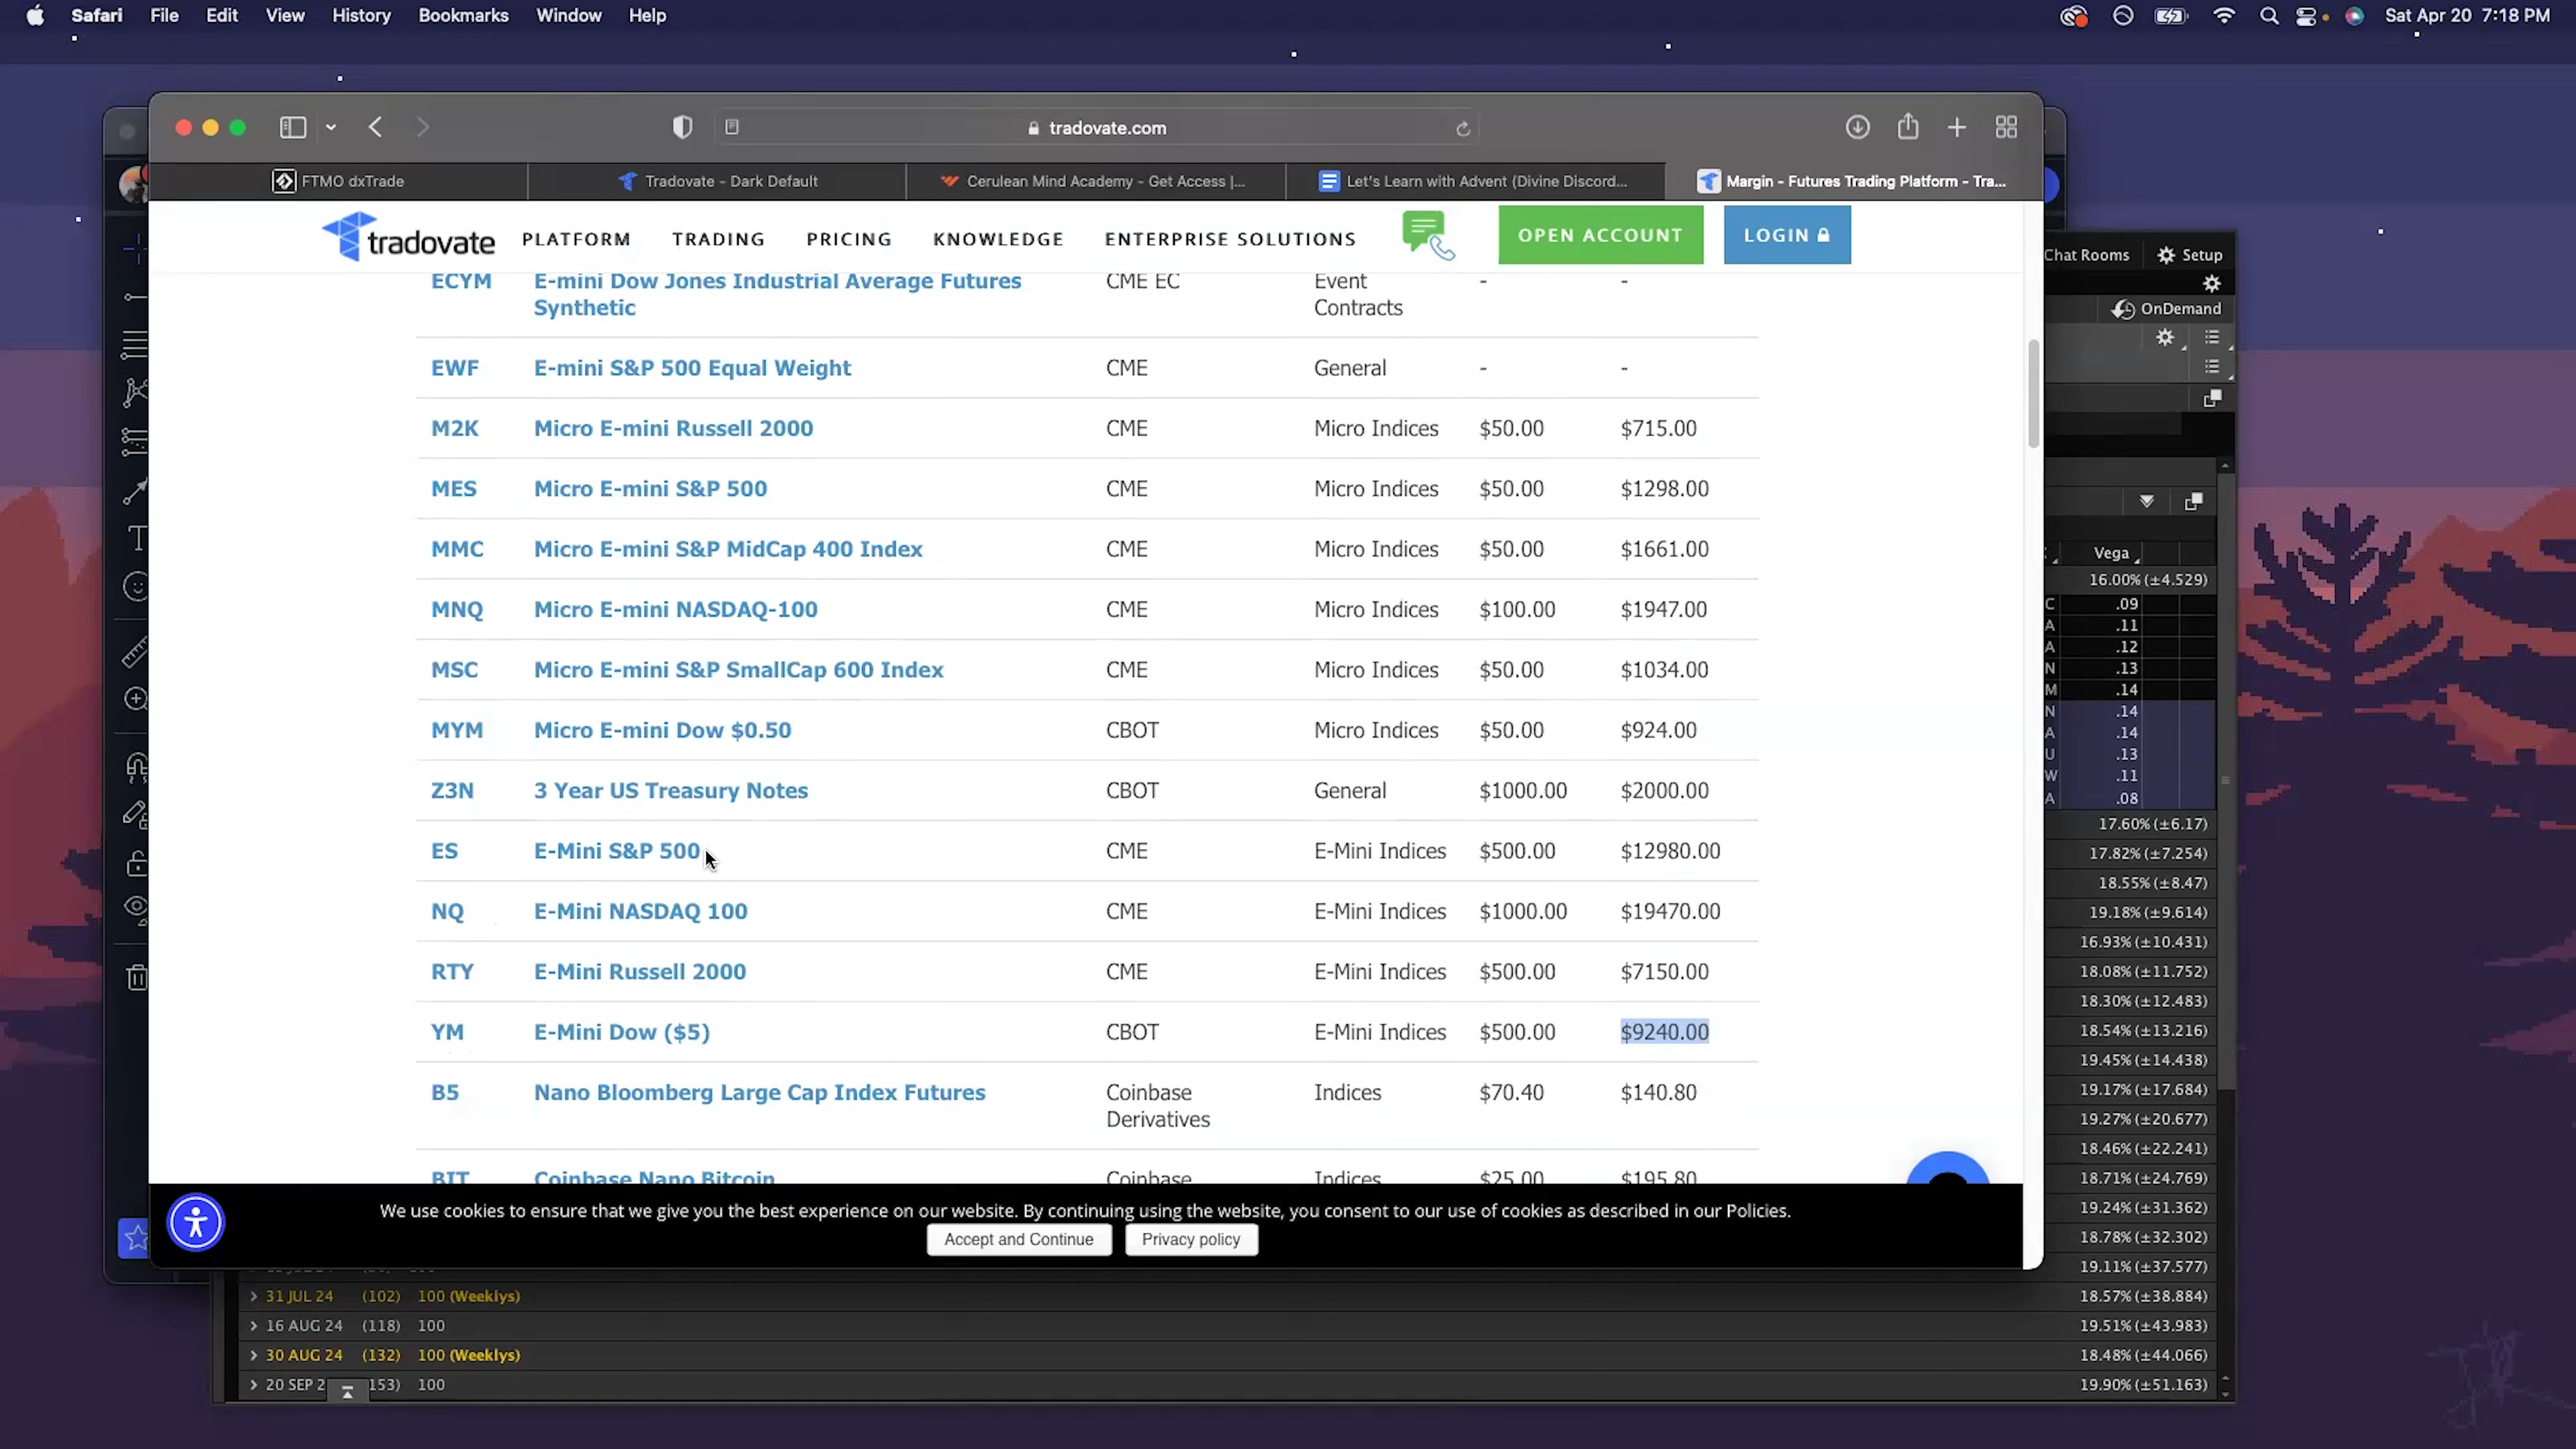 Safari File Edit View History Bookmarks Window Help Sat Apr 20 7:18 PM
tradovate.com
FTMO dxTrade Tradovate - Dark Default Cerulean Mind Academy - Get Access |... Let's Learn with Advent (Divine Discord... Margin - Futures Trading Platform - Tra...
tradovate PLATFORM TRADING PRICING KNOWLEDGE ENTERPRISE SOLUTIONS OPEN ACCOUNT LOGIN
ECYM E-mini Dow Jones Industrial Average Futures CME EC Event - -
Synthetic Contracts
EWF E-mini S&P 500 Equal Weight CME General - -
M2K Micro E-mini Russell 2000 CME Micro Indices $50.00 $715.00
MES Micro E-mini S&P 500 CME Micro Indices $50.00 $1298.00
MMC Micro E-mini S&P MidCap 400 Index CME Micro Indices $50.00 $1661.00
MNQ Micro E-mini NASDAQ-100 CME Micro Indices $100.00 $1947.00
MSC Micro E-mini S&P SmallCap 600 Index CME Micro Indices $50.00 $1034.00
MYM Micro E-mini Dow $0.50 CBOT Micro Indices $50.00 $924.00
Z3N 3 Year US Treasury Notes CBOT General $1000.00 $2000.00
ES E-Mini S&P 500 CME E-Mini Indices $500.00 $12980.00
NQ E-Mini NASDAQ 100 CME E-Mini Indices $1000.00 $19470.00
RTY E-Mini Russell 2000 CME E-Mini Indices $500.00 $7150.00
YM E-Mini Dow ($5) CBOT E-Mini Indices $500.00 $9240.00
B5 Nano Bloomberg Large Cap Index Futures Coinbase Indices $70.40 $140.80
Derivatives
BIT Coinbase Nano Bitcoin Coinbase Indices $25.00 $195.80
We use cookies to ensure that we give you the best experience on our website. By continuing using the website, you consent to our use of cookies as described in our Policies.
Accept and Continue Privacy policy
Chat Rooms Setup
OnDemand
Vega
16.00% (±4.529)
C .09
A .11
A .12
N .13
M .14
N .14
A .14
U .13
W .11
A .08
17.60% (±6.17)
17.82% (±7.254)
18.55% (±8.47)
19.18% (±9.614)
16.93% (±10.431)
18.08% (±11.752)
18.30% (±12.483)
18.54% (±13.216)
19.45% (±14.438)
19.17% (±17.684)
19.27% (±20.677)
18.46% (±22.241)
18.71% (±24.769)
19.24% (±31.362)
18.78% (±32.302)
19.11% (±37.577)
31 JUL 24 (102) 100 (Weeklys) 18.57% (±38.884)
16 AUG 24 (118) 100 19.51% (±43.983)
30 AUG 24 (132) 100 (Weeklys) 18.48% (±44.066)
20 SEP 2 153) 100 19.90% (±51.163)